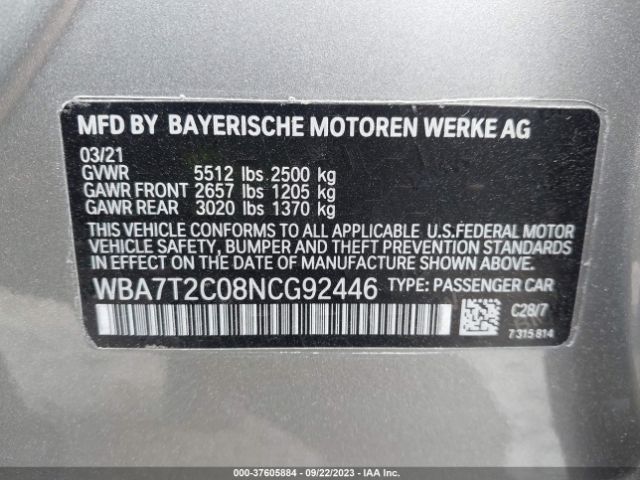 MFD BY BAYERISCHE MOTOREN WERKE AG
03/21
GVWR 5512 lbs 2500 kg
GAWR FRONT 2657 lbs 1205 kg
GAWR REAR 3020 lbs 1370 kg
THIS VEHICLE CONFORMS TO ALL APPLICABLE U.S.FEDERAL MOTOR
VEHICLE SAFETY, BUMPER AND THEFT PREVENTION STANDARDS
IN EFFECT ON THE DATE OF MANUFACTURE SHOWN ABOVE.
WBA7T2C08NCG92446 TYPE: PASSENGER CAR
C28/7
7 315 814
000-37605884 | 09/22/2023 | IAA Inc.